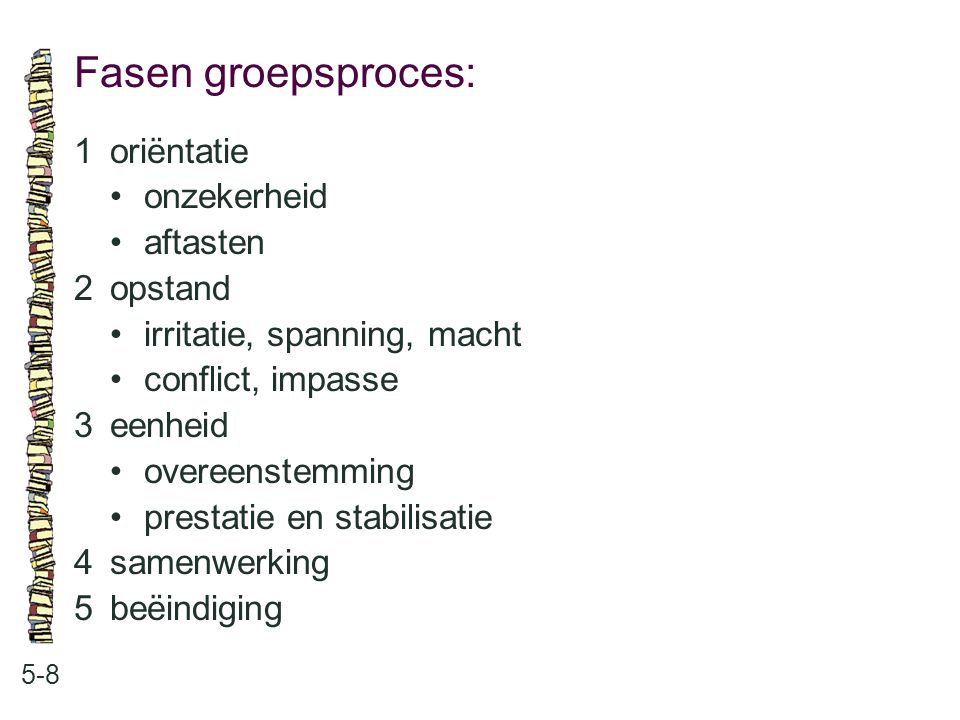 Fasen groepsproces:
1 oriëntatie
• onzekerheid
• aftasten
2 opstand
• irritatie, spanning, macht
• conflict, impasse
3 eenheid
• overeenstemming
• prestatie en stabilisatie
4 samenwerking
5 beëindiging
5-8